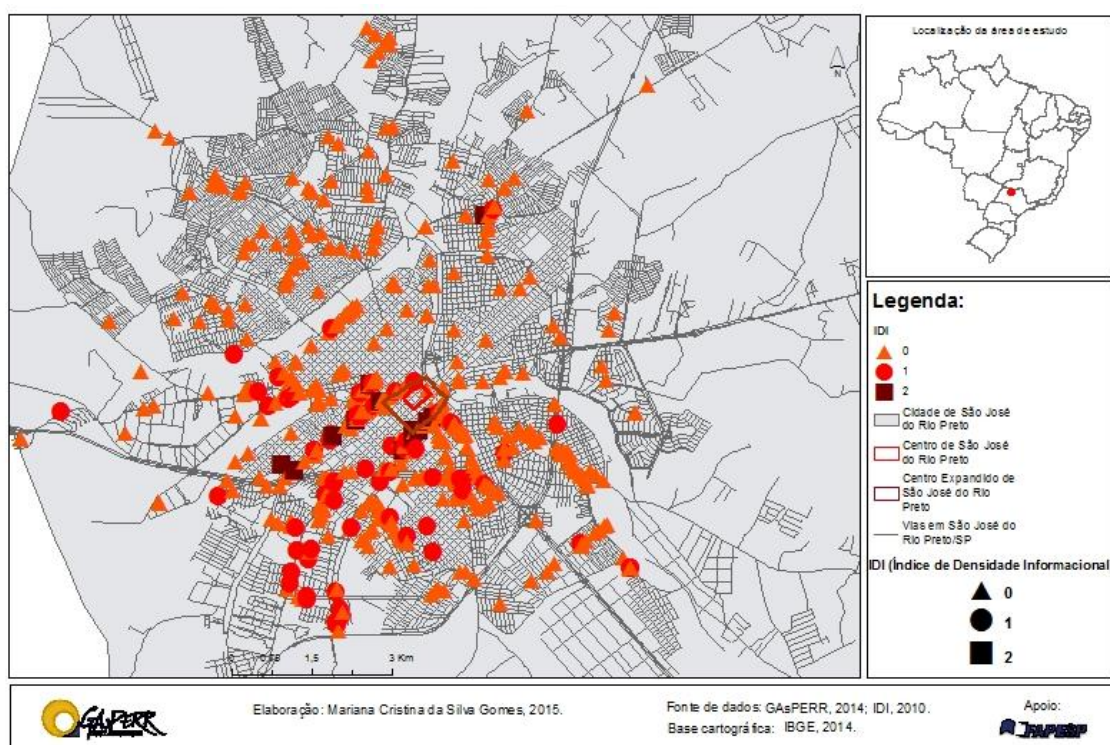 Localização da área de estudo
N
Legenda:
IDI
0
1
2
Cidade de São José
do Rio Preto
Centro de São José
do Rio Preto
Centro Expandido de
São José do Rio
Preto
Vias em São José do
Rio Preto/SP
IDI (Índice de Densidade Informacional
0
1
2
0 1,5 3 Km
GAsPERR
Elaboração: Mariana Cristina da Silva Gomes, 2015.
Fonte de dados: GAsPERR, 2014; IDI, 2010.
Base cartográfica: IBGE, 2014.
Apoio:
FAPESP